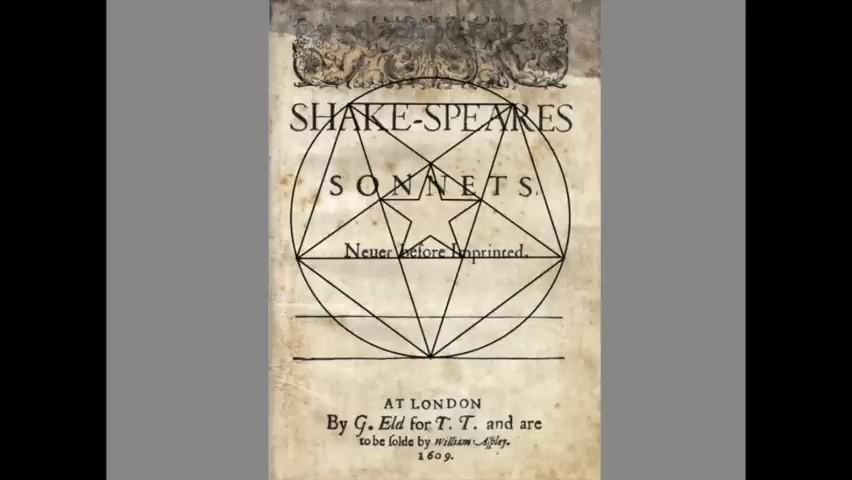 SHAKE-SPEARES
SONNETS.
Neuer before Imprinted.
AT LONDON
By G. Eld for T. T. and are
to be ſolde by William Aſpley.
1609.